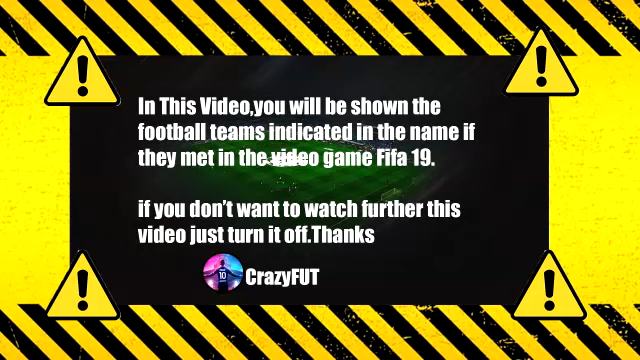 In This Video,you will be shown the
football teams indicated in the name if
they met in the video game Fifa 19.
if you don't want to watch further this
video just turn it off.Thanks
10
CrazyFUT